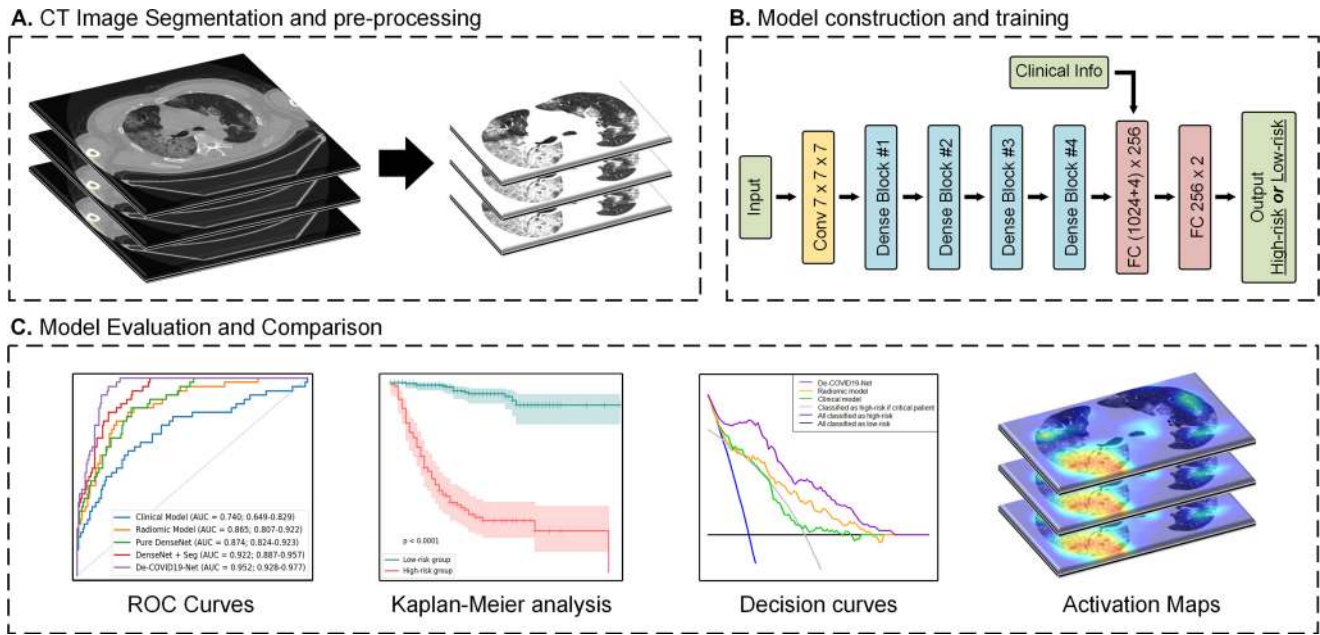 A. CT Image Segmentation and pre-processing
B. Model construction and training
Clinical Info
Input
Conv 7 x 7 x 7
Dense Block #1
Dense Block #2
Dense Block #3
Dense Block #4
FC (1024+4) x 256
FC 256 x 2
Output
High-risk or Low-risk
C. Model Evaluation and Comparison
Clinical Model (AUC = 0.740; 0.649-0.829)
Radiomic Model (AUC = 0.865; 0.807-0.922)
Pure DenseNet (AUC = 0.874; 0.824-0.923)
DenseNet + Seg (AUC = 0.922; 0.887-0.957)
De-COVID19-Net (AUC = 0.952; 0.928-0.977)
ROC Curves
p < 0.0001
Low-risk group
High-risk group
Kaplan-Meier analysis
De-COVID19-Net
Radiomic model
Clinical model
Classified as high-risk if critical patient
All classified as high-risk
All classified as low-risk
Decision curves
Activation Maps